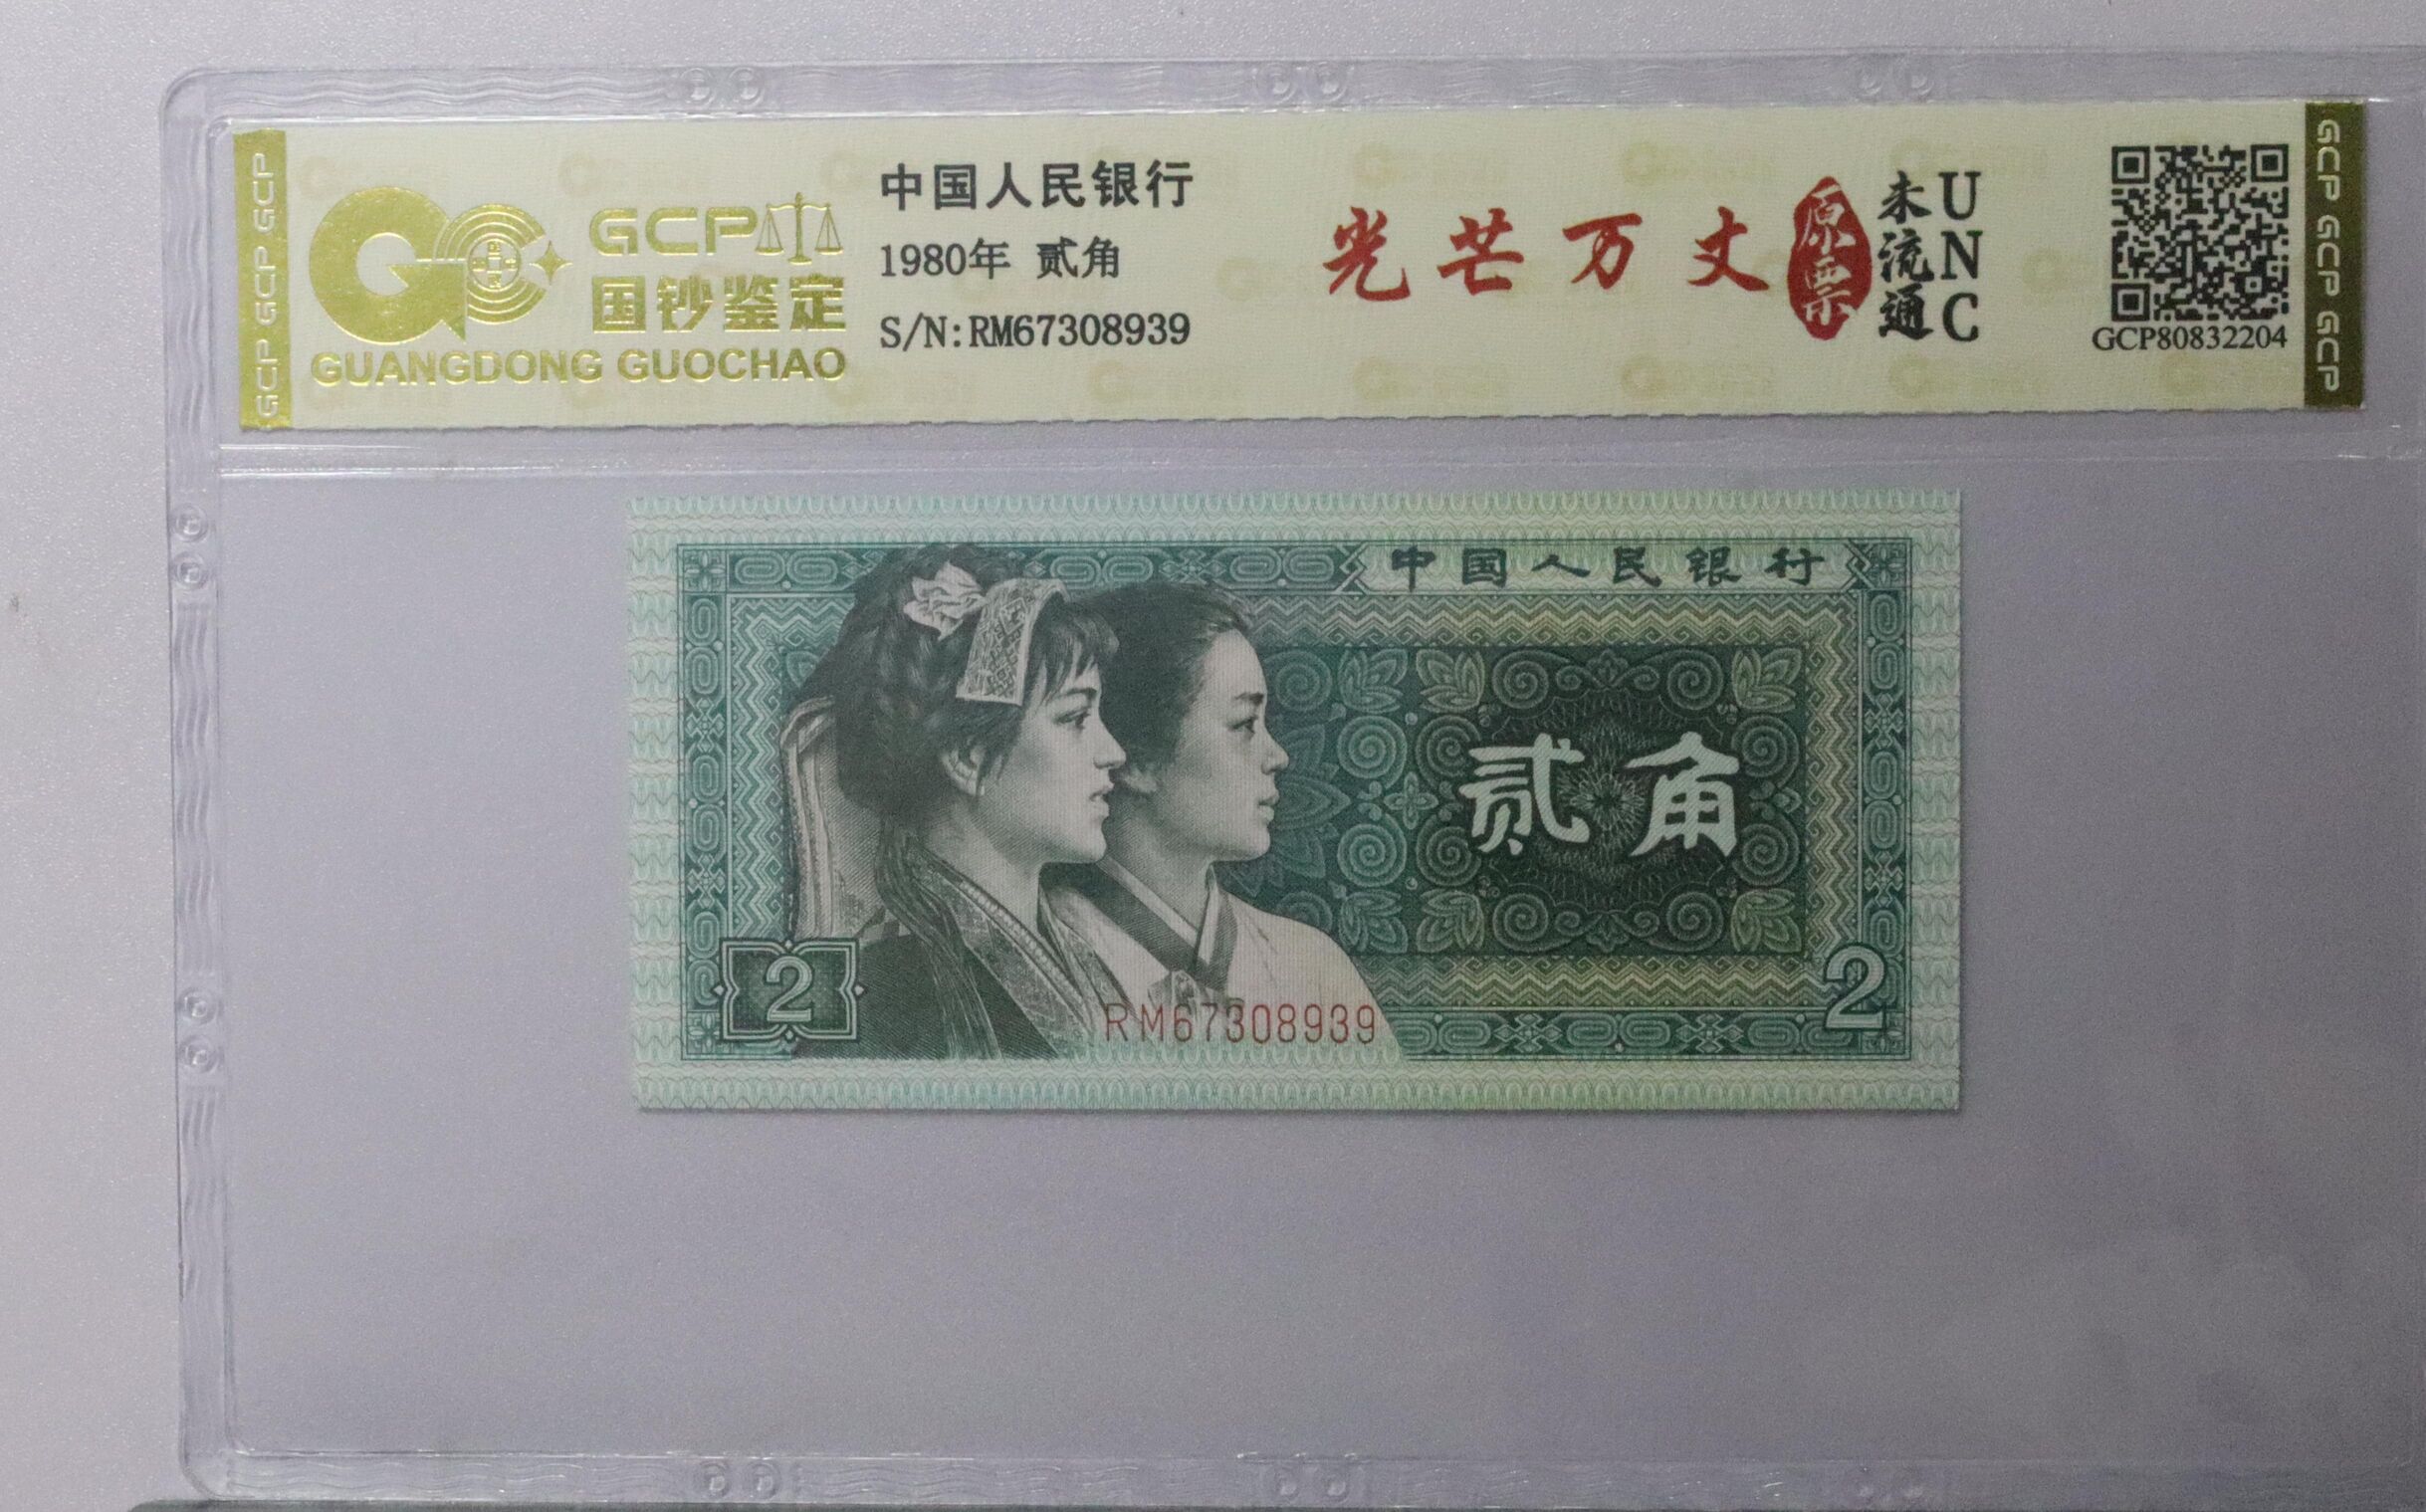 GCP GCP GCP
GCP
国钞鉴定
GUANGDONG GUOCHAO
中国人民银行
1980年 贰角
S/N:RM67308939
光芒万丈
原票
未流通
UNC
GCP80832204
GCP GCP GCP
中国人民银行
贰角
2
RM67308939
2